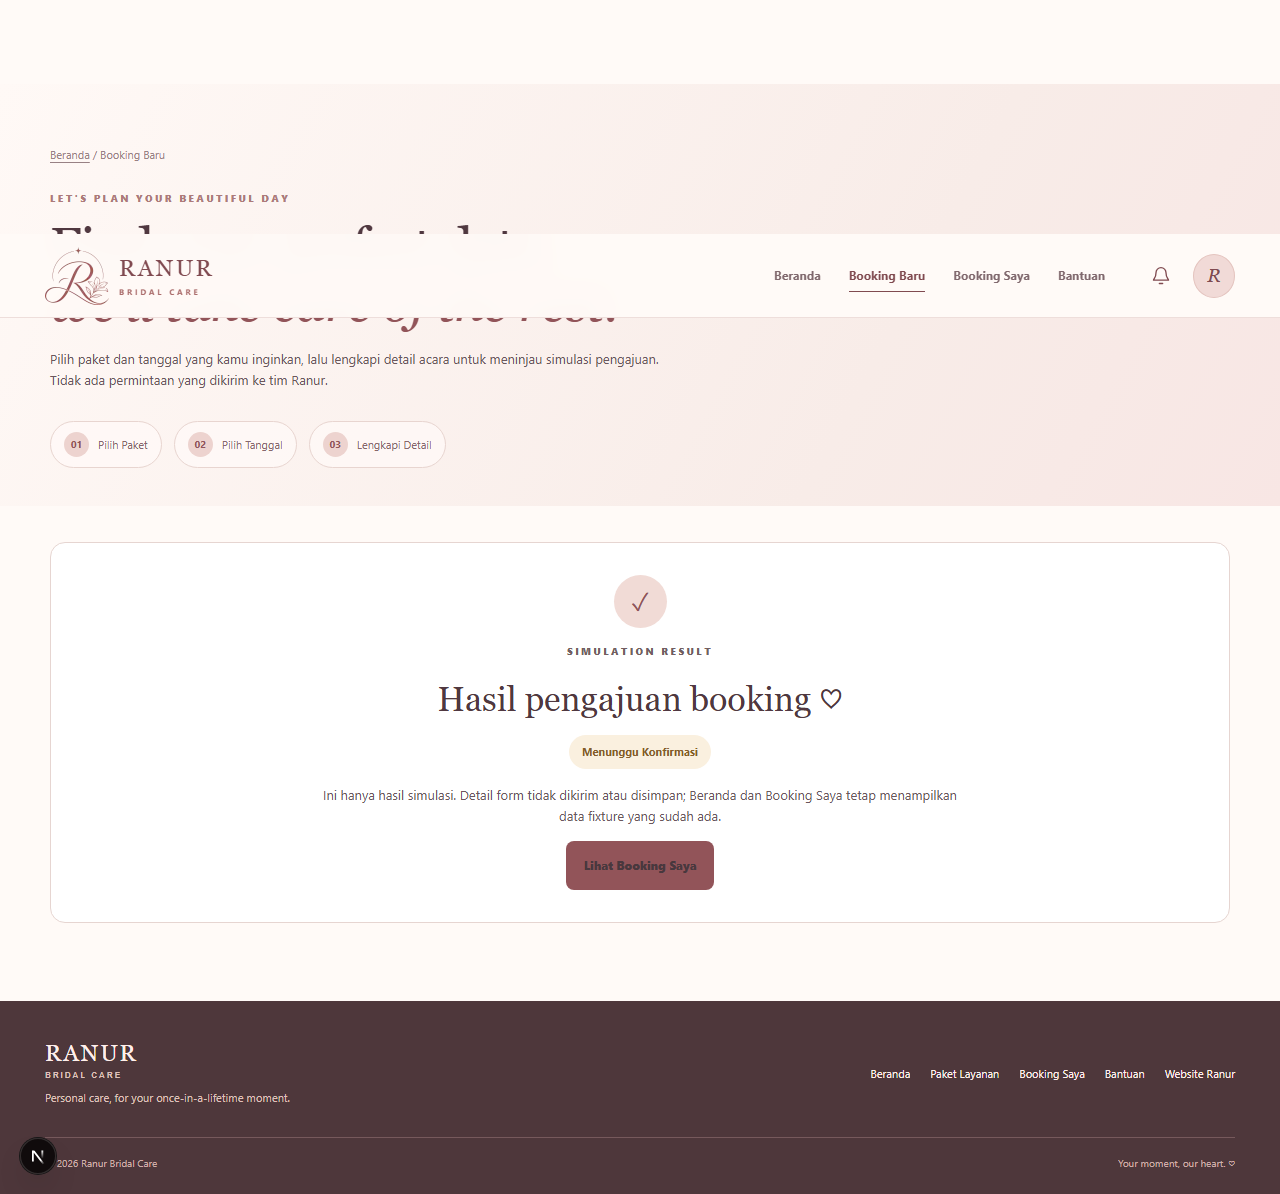 Beranda / Booking Baru
LET'S PLAN YOUR BEAUTIFUL DAY
RANUR
BRIDAL CARE
Beranda
Booking Baru
Booking Saya
Bantuan
R
Pilih paket dan tanggal yang kamu inginkan, lalu lengkapi detail acara untuk meninjau simulasi pengajuan.
Tidak ada permintaan yang dikirim ke tim Ranur.
01 Pilih Paket
02 Pilih Tanggal
03 Lengkapi Detail
SIMULATION RESULT
Hasil pengajuan booking ♡
Menunggu Konfirmasi
Ini hanya hasil simulasi. Detail form tidak dikirim atau disimpan; Beranda dan Booking Saya tetap menampilkan
data fixture yang sudah ada.
Lihat Booking Saya
RANUR
BRIDAL CARE
Personal care, for your once-in-a-lifetime moment.
Beranda
Paket Layanan
Booking Saya
Bantuan
Website Ranur
N
2026 Ranur Bridal Care
Your moment, our heart. ♡